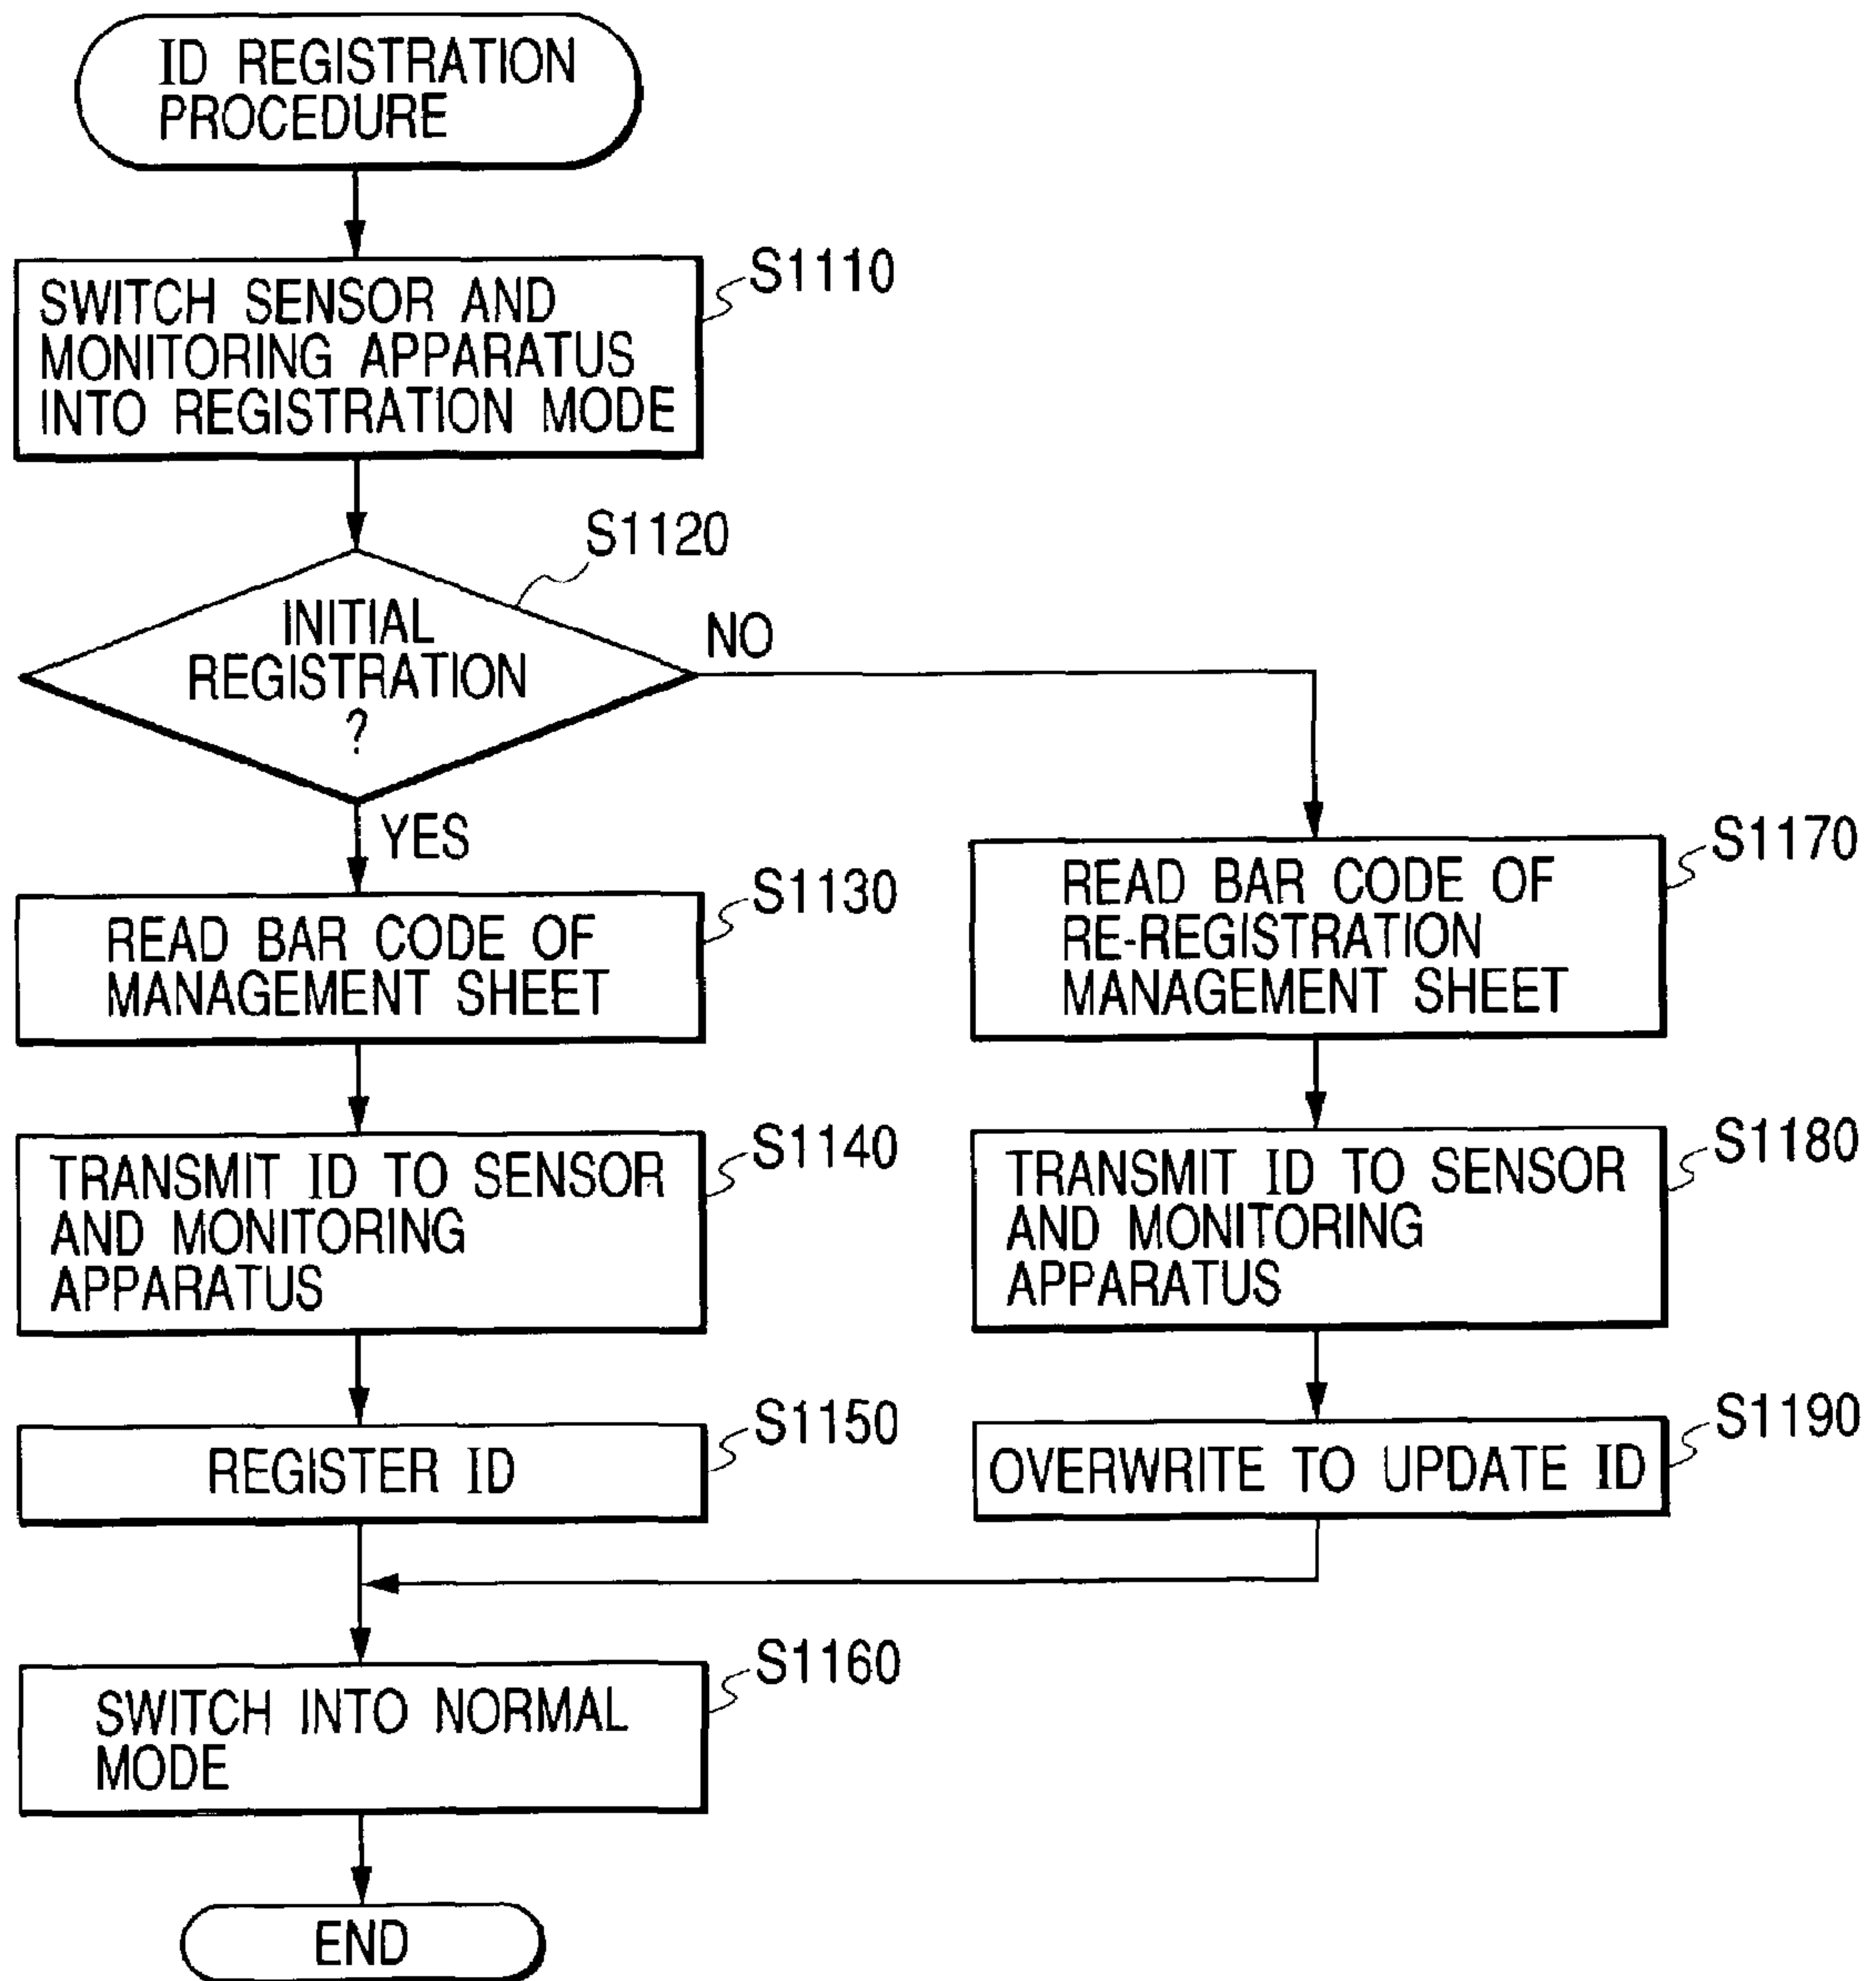 ID REGISTRATION
PROCEDURE
S1110
SWITCH SENSOR AND
MONITORING APPARATUS
INTO REGISTRATION MODE
S1120
INITIAL
REGISTRATION
?
NO
YES
S1130
READ BAR CODE OF
MANAGEMENT SHEET
S1170
READ BAR CODE OF
RE-REGISTRATION
MANAGEMENT SHEET
S1140
TRANSMIT ID TO SENSOR
AND MONITORING
APPARATUS
S1180
TRANSMIT ID TO SENSOR
AND MONITORING
APPARATUS
S1150
REGISTER ID
S1190
OVERWRITE TO UPDATE ID
S1160
SWITCH INTO NORMAL
MODE
END